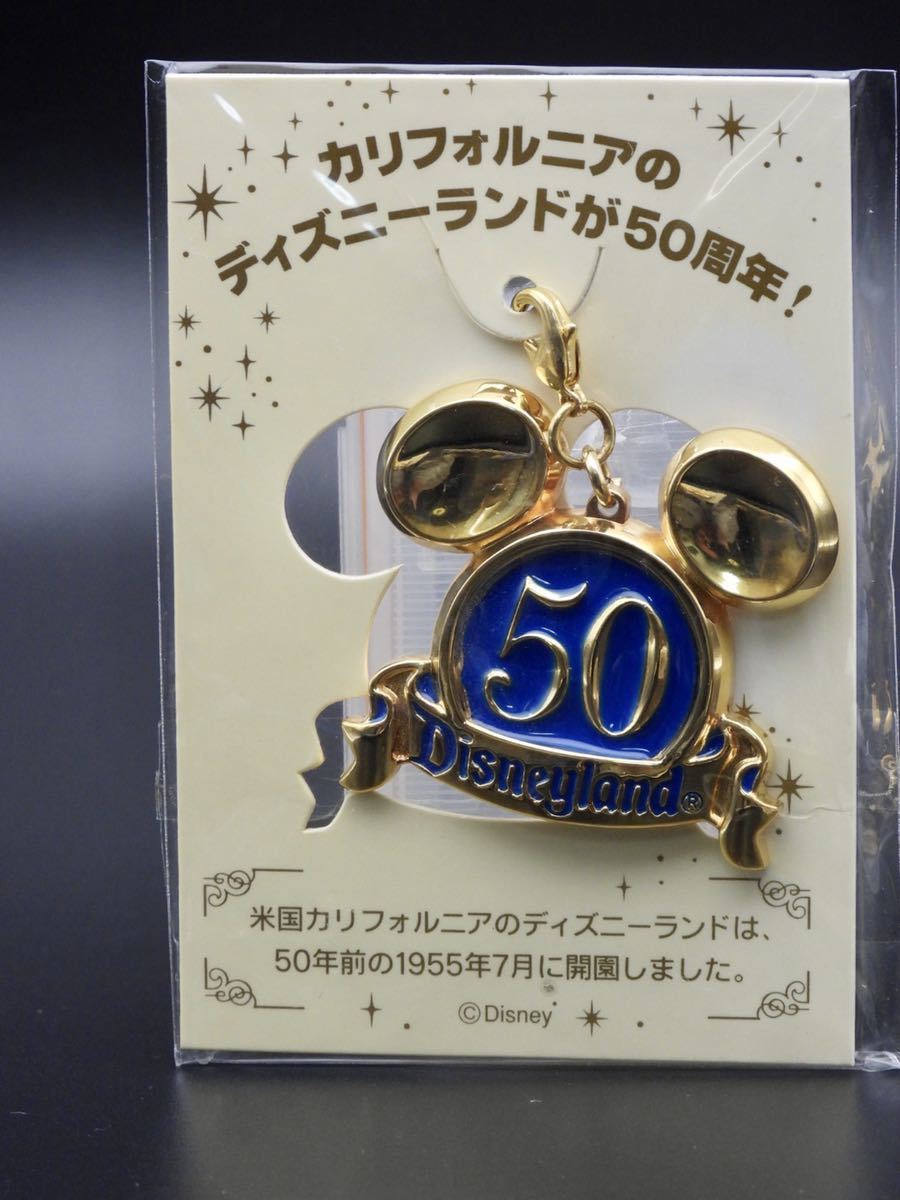 カリフォルニアの
ディズニーランドが50周年!
50
Disneyland®
米国カリフォルニアのディズニーランドは、
50年前の1955年7月に開園しました。
©Disney